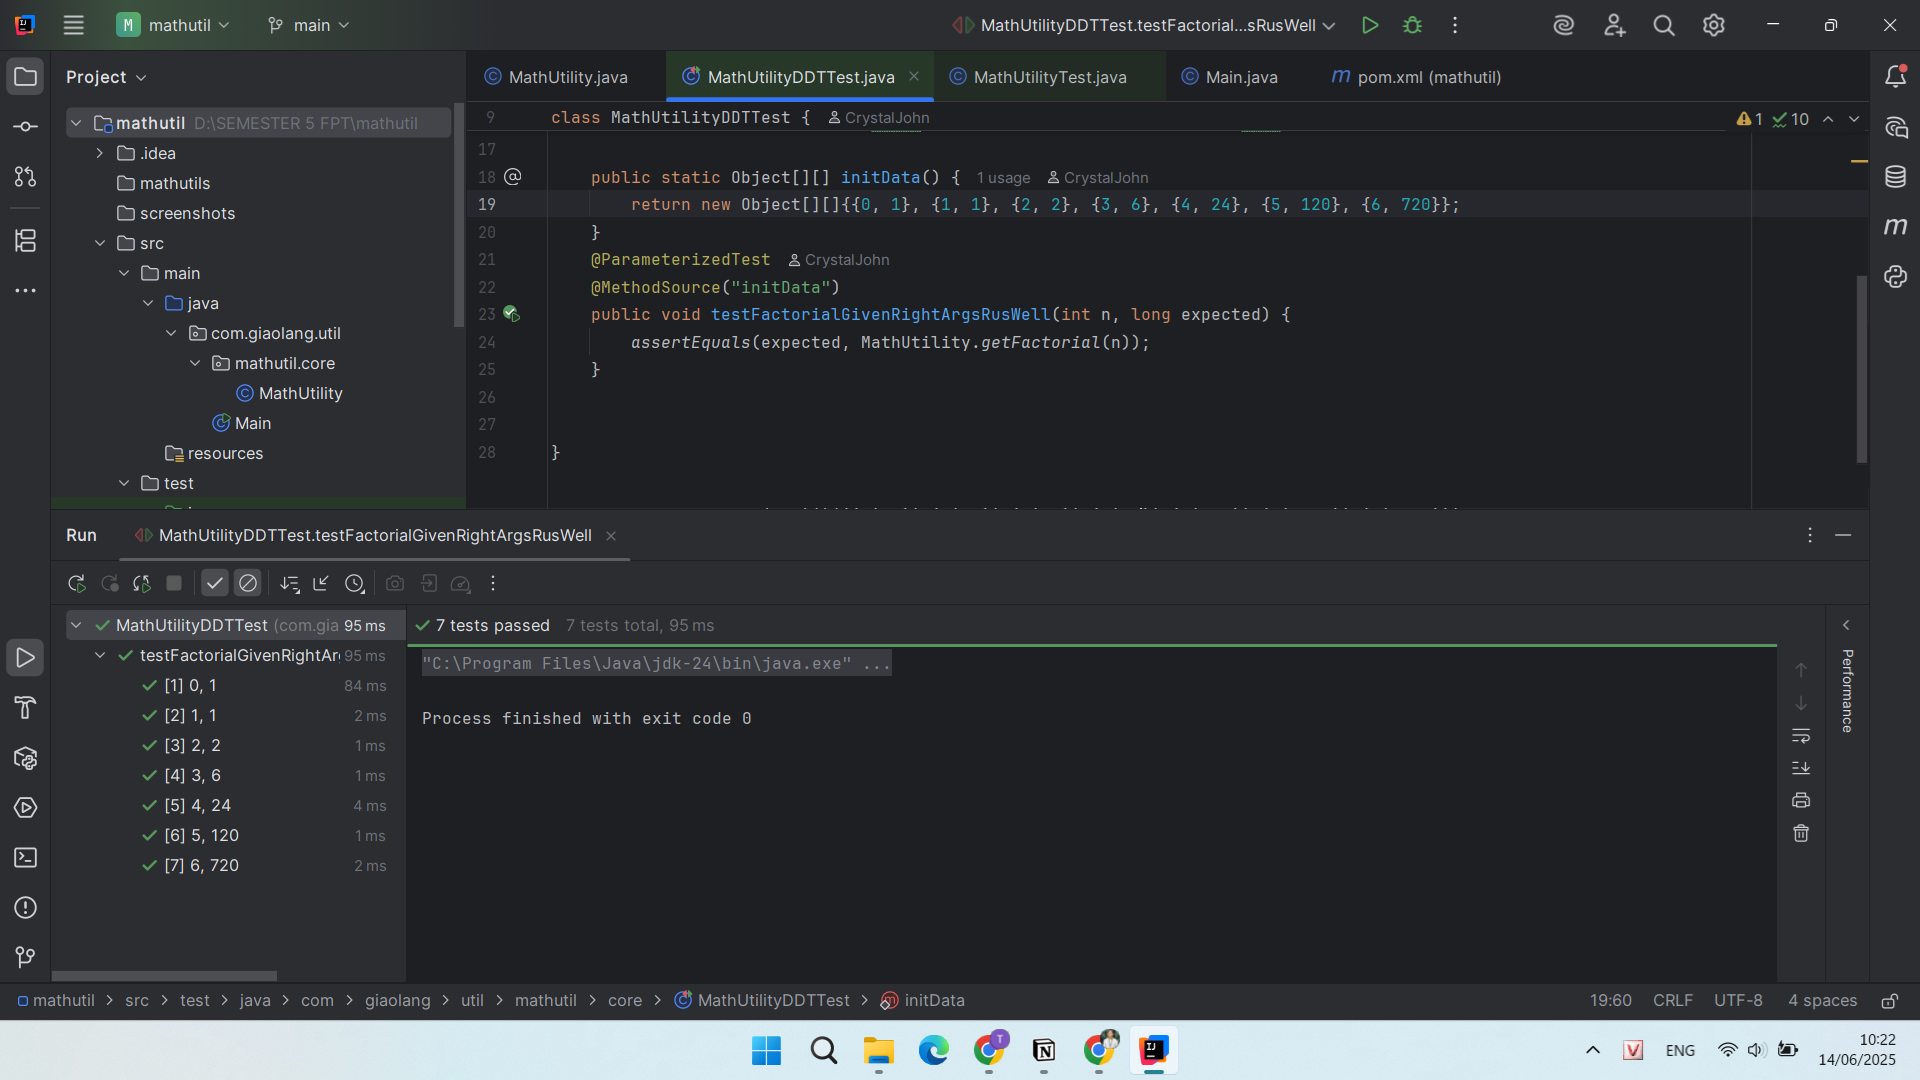 M mathutil main MathUtilityDDTTest.testFactorial...sRusWell
Project MathUtility.java MathUtilityDDTTest.java MathUtilityTest.java Main.java m pom.xml (mathutil)
mathutil D:\SEMESTER 5 FPT\mathutil
.idea
mathutils
screenshots
src
main
java
com.giaolang.util
mathutil.core
MathUtility
Main
resources
test
9 class MathUtilityDDTTest { CrystalJohn 1 10
17
18 public static Object[][] initData() { 1 usage CrystalJohn
19 return new Object[][]{{0, 1}, {1, 1}, {2, 2}, {3, 6}, {4, 24}, {5, 120}, {6, 720}};
20 }
21 @ParameterizedTest CrystalJohn
22 @MethodSource("initData")
23 public void testFactorialGivenRightArgsRusWell(int n, long expected) {
24 assertEquals(expected, MathUtility.getFactorial(n));
25 }
26
27
28 }
Run MathUtilityDDTTest.testFactorialGivenRightArgsRusWell
MathUtilityDDTTest (com.gia 95 ms
testFactorialGivenRightAr 95 ms
[1] 0, 1 84 ms
[2] 1, 1 2 ms
[3] 2, 2 1 ms
[4] 3, 6 1 ms
[5] 4, 24 4 ms
[6] 5, 120 1 ms
[7] 6, 720 2 ms
7 tests passed 7 tests total, 95 ms
"C:\Program Files\Java\jdk-24\bin\java.exe" ...
Process finished with exit code 0
Performance
mathutil > src > test > java > com > giaolang > util > mathutil > core > MathUtilityDDTTest > initData 19:60 CRLF UTF-8 4 spaces
ENG 10:22
14/06/2025